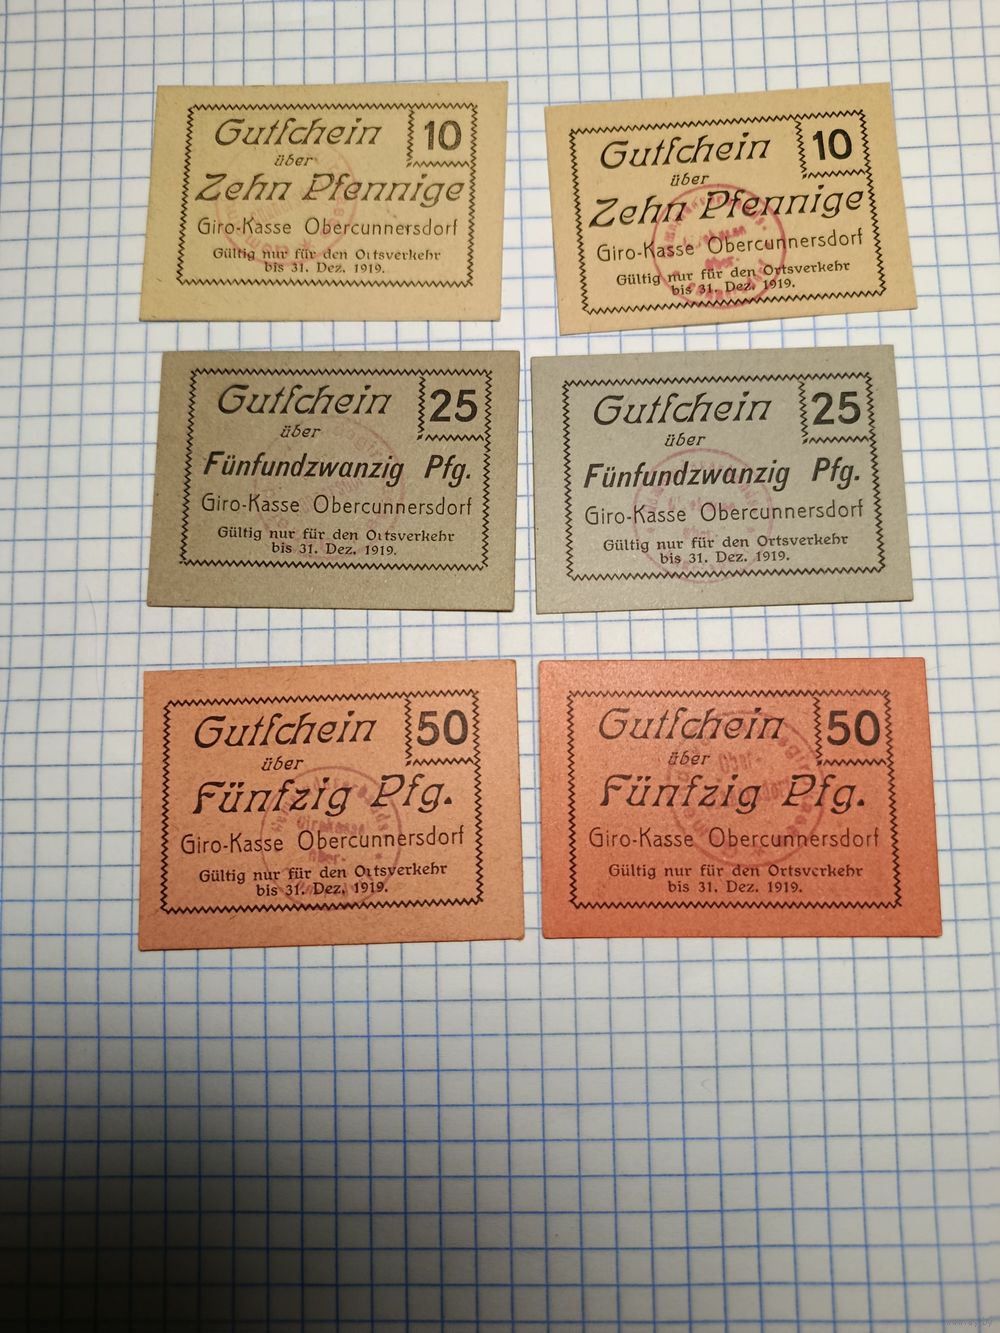 Gutſchein 10
über
Zehn Pfennige
Giro-Kasse Obercunnersdorf
Gültig nur für den Ortsverkehr
bis 31. Dez. 1919.
Gutſchein 10
über
Zehn Pfennige
Giro-Kasse Obercunnersdorf
Gültig nur für den Ortsverkehr
bis 31. Dez. 1919.
Gutſchein 25
über
Fünfundzwanzig Pfg.
Giro-Kasse Obercunnersdorf
Gültig nur für den Ortsverkehr
bis 31. Dez. 1919.
Gutſchein 25
über
Fünfundzwanzig Pfg.
Giro-Kasse Obercunnersdorf
Gültig nur für den Ortsverkehr
bis 31. Dez. 1919.
Gutſchein 50
über
Fünfzig Pfg.
Giro-Kasse Obercunnersdorf
Gültig nur für den Ortsverkehr
bis 31. Dez. 1919.
Girokasse
Ober-
Gutſchein 50
über
Fünfzig Pfg.
Giro-Kasse Obercunnersdorf
Gültig nur für den Ortsverkehr
bis 31. Dez. 1919.
Ober-